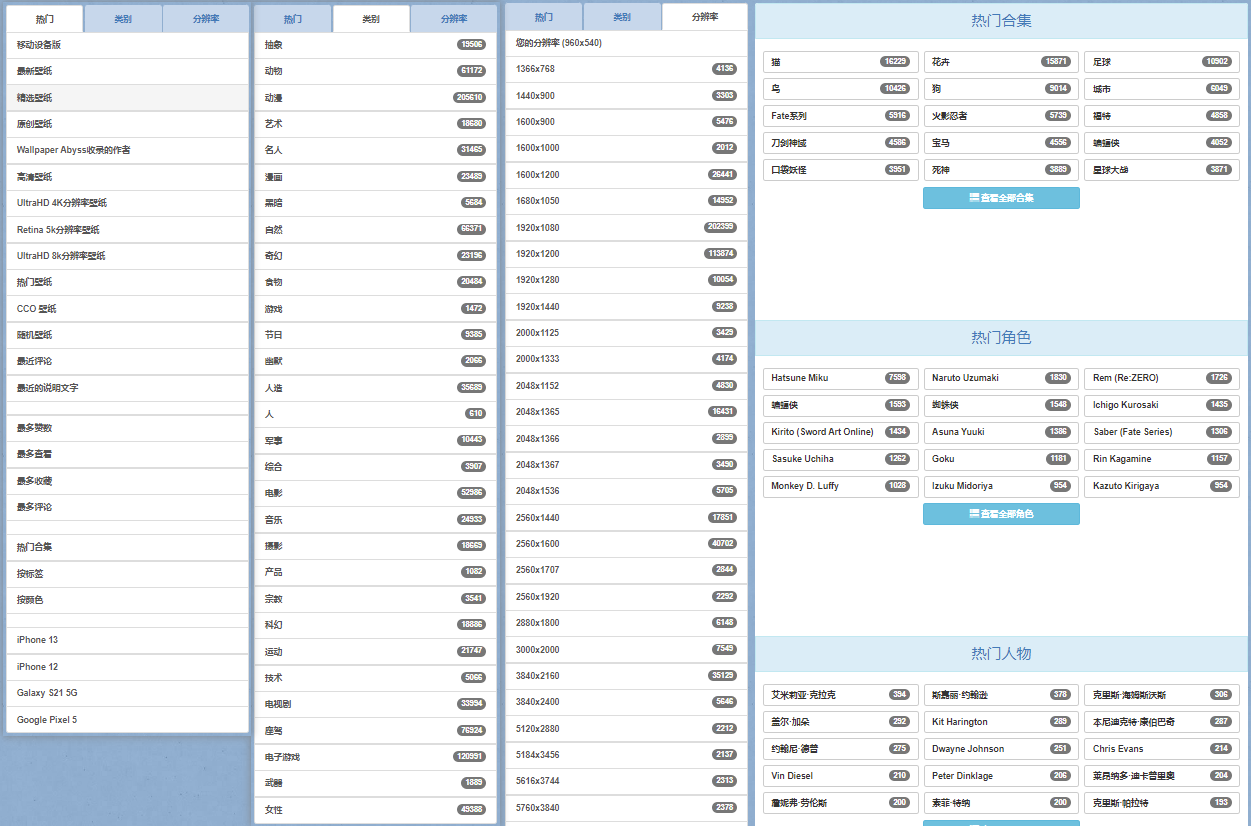 热门 类别 分辨率
移动设备版
最新壁纸
精选壁纸
原创壁纸
Wallpaper Abyss收录的作者
高清壁纸
UltraHD 4K分辨率壁纸
Retina 5k分辨率壁纸
UltraHD 8k分辨率壁纸
热门壁纸
CCO 壁纸
随机壁纸
最近评论
最近的说明文字
最多赞数
最多查看
最多收藏
最多评论
热门合集
按标签
按颜色
iPhone 13
iPhone 12
Galaxy S21 5G
Google Pixel 5
热门 类别 分辨率
抽象 19506
动物 61172
动漫 205610
艺术 18680
名人 31465
漫画 23489
黑暗 5684
自然 66371
奇幻 23196
食物 20484
游戏 1472
节日 9385
幽默 2066
人造 35689
人 610
军事 10443
综合 3907
电影 52986
音乐 24933
摄影 18669
产品 1082
宗教 3541
科幻 18886
运动 21747
技术 5066
电视剧 33994
座驾 76924
电子游戏 120991
武器 1889
女性 49388
热门 类别 分辨率
您的分辨率 (960x540)
1366x768 4136
1440x900 3303
1600x900 5476
1600x1000 2012
1600x1200 26441
1680x1050 14952
1920x1080 202399
1920x1200 113874
1920x1280 10054
1920x1440 9238
2000x1125 3429
2000x1333 4174
2048x1152 4830
2048x1365 16431
2048x1366 2899
2048x1367 3490
2048x1536 5705
2560x1440 17851
2560x1600 40702
2560x1707 2844
2560x1920 2292
2880x1800 6148
3000x2000 7549
3840x2160 35129
3840x2400 5646
5120x2880 2212
5184x3456 2137
5616x3744 2313
5760x3840 2378
热门合集
猫 16229 花卉 15871 足球 10902
鸟 10426 狗 9014 城市 6049
Fate系列 5916 火影忍者 5739 福特 4858
刀剑神域 4586 宝马 4556 蝙蝠侠 4052
口袋妖怪 3951 死神 3889 星球大战 3871
查看全部合集
热门角色
Hatsune Miku 7598 Naruto Uzumaki 1830 Rem (Re:ZERO) 1726
蝙蝠侠 1593 蜘蛛侠 1548 Ichigo Kurosaki 1435
Kirito (Sword Art Online) 1434 Asuna Yuuki 1386 Saber (Fate Series) 1306
Sasuke Uchiha 1262 Goku 1181 Rin Kagamine 1157
Monkey D. Luffy 1028 Izuku Midoriya 954 Kazuto Kirigaya 954
查看全部角色
热门人物
艾米莉亚·克拉克 394 斯嘉丽·约翰逊 378 克里斯·海姆斯沃斯 306
盖尔·加朵 292 Kit Harington 289 本尼迪克特·康伯巴奇 287
约翰尼·德普 275 Dwayne Johnson 251 Chris Evans 214
Vin Diesel 210 Peter Dinklage 206 莱昂纳多·迪卡普里奥 204
詹妮弗·劳伦斯 200 索菲·特纳 200 克里斯·帕拉特 193